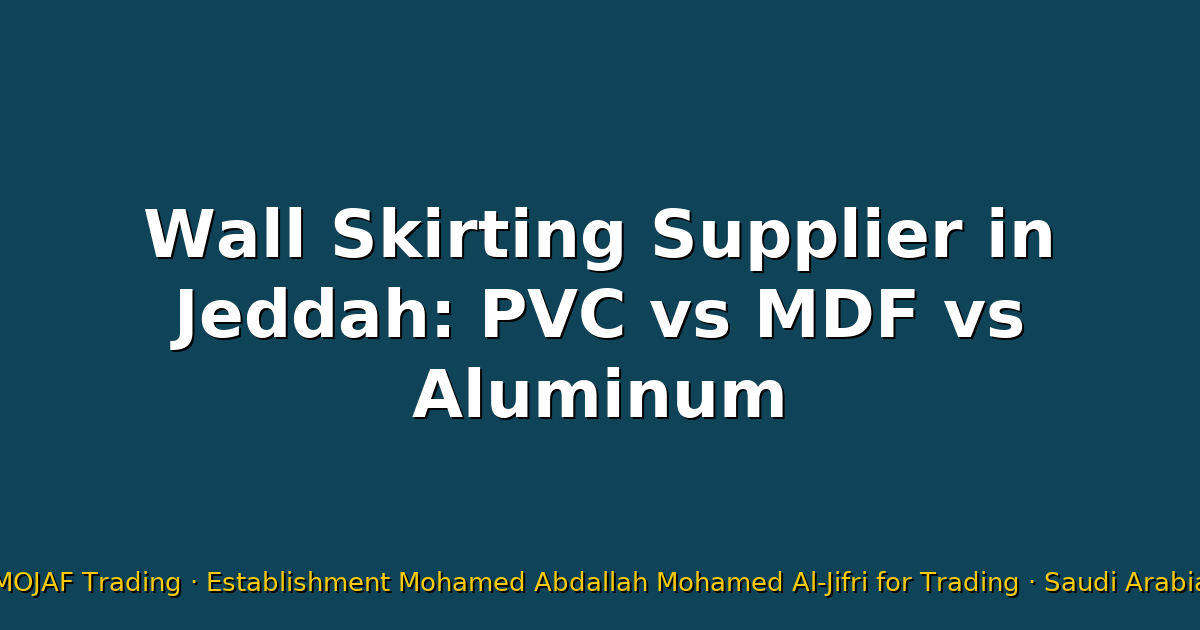 Wall Skirting Supplier in
Jeddah: PVC vs MDF vs
Aluminum
MOJAF Trading · Establishment Mohamed Abdallah Mohamed Al-Jifri for Trading · Saudi Arabia